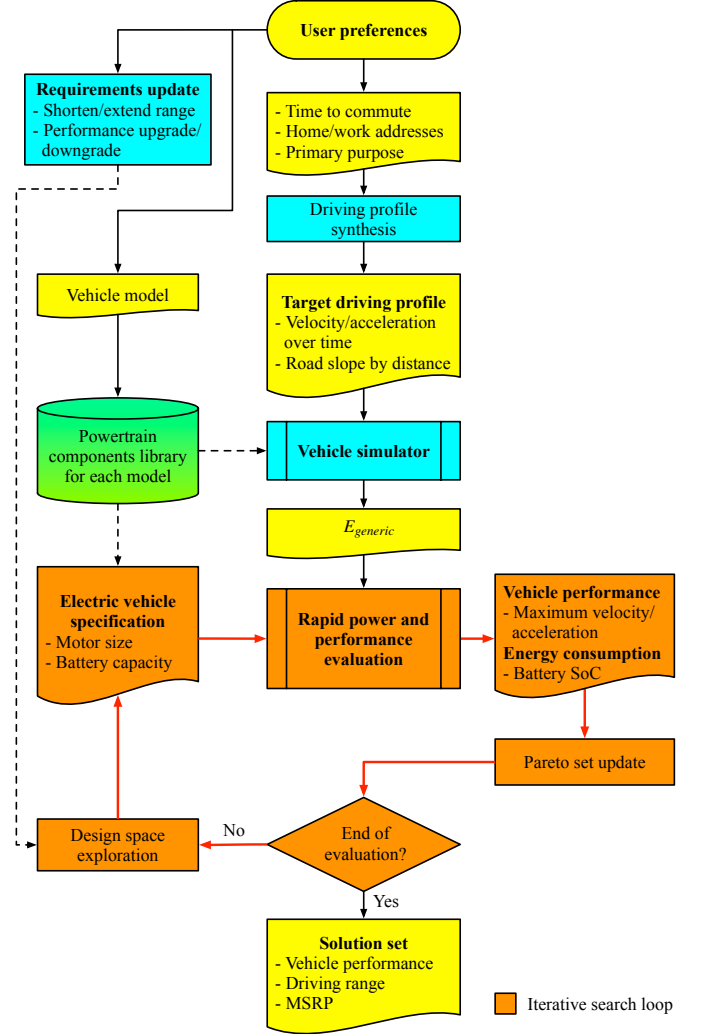 User preferences
Requirements update
- Shorten/extend range
- Performance upgrade/
downgrade
- Time to commute
- Home/work addresses
- Primary purpose
Driving profile
synthesis
Vehicle model
Target driving profile
- Velocity/acceleration
over time
- Road slope by distance
Powertrain
components library
for each model
Vehicle simulator
E_generic
Electric vehicle
specification
- Motor size
- Battery capacity
Rapid power and
performance
evaluation
Vehicle performance
- Maximum velocity/
acceleration
Energy consumption
- Battery SoC
Pareto set update
End of
evaluation?
No
Design space
exploration
Yes
Solution set
- Vehicle performance
- Driving range
- MSRP
Iterative search loop